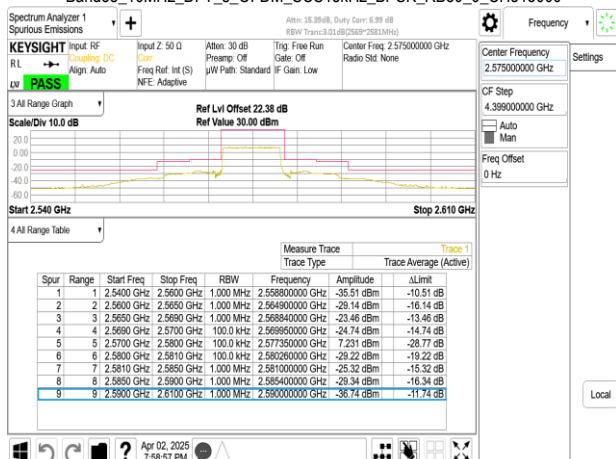 Spectrum Analyzer 1
Spurious Emissions
Attn: 15.39dB, Duty Corr: 6.99 dB
RBW Trans:3.01dB(2569~2581MHz)
Frequency
KEYSIGHT
Input: RF
Coupling: DC
Align: Auto
Input Z: 50 Ω
Corr
Freq Ref: Int (S)
NFE: Adaptive
Atten: 30 dB
Preamp: Off
µW Path: Standard
Trig: Free Run
Gate: Off
IF Gain: Low
Center Freq: 2.575000000 GHz
Radio Std: None
RL
LXI PASS
Center Frequency
2.575000000 GHz
Settings
CF Step
4.399000000 GHz
Auto
Man
Freq Offset
0 Hz
Local
3 All Range Graph
Scale/Div 10.0 dB
Ref Lvl Offset 22.38 dB
Ref Value 30.00 dBm
20.0
0.00
-20.0
-40.0
-60.0
Start 2.540 GHz
Stop 2.610 GHz
4 All Range Table
Measure Trace Trace 1
Trace Type Trace Average (Active)
Spur Range Start Freq Stop Freq RBW Frequency Amplitude ΔLimit
1 1 2.5400 GHz 2.5600 GHz 1.000 MHz 2.558800000 GHz -35.51 dBm -10.51 dB
2 2 2.5600 GHz 2.5650 GHz 1.000 MHz 2.564900000 GHz -29.14 dBm -16.14 dB
3 3 2.5650 GHz 2.5690 GHz 1.000 MHz 2.568840000 GHz -23.46 dBm -13.46 dB
4 4 2.5690 GHz 2.5700 GHz 100.0 kHz 2.569950000 GHz -24.74 dBm -14.74 dB
5 5 2.5700 GHz 2.5800 GHz 100.0 kHz 2.577350000 GHz 7.231 dBm -28.77 dB
6 6 2.5800 GHz 2.5810 GHz 100.0 kHz 2.580260000 GHz -29.22 dBm -19.22 dB
7 7 2.5810 GHz 2.5850 GHz 1.000 MHz 2.581000000 GHz -25.32 dBm -15.32 dB
8 8 2.5850 GHz 2.5900 GHz 1.000 MHz 2.585400000 GHz -29.34 dBm -16.34 dB
9 9 2.5900 GHz 2.6100 GHz 1.000 MHz 2.590000000 GHz -36.74 dBm -11.74 dB
Apr 02, 2025
7:58:57 PM